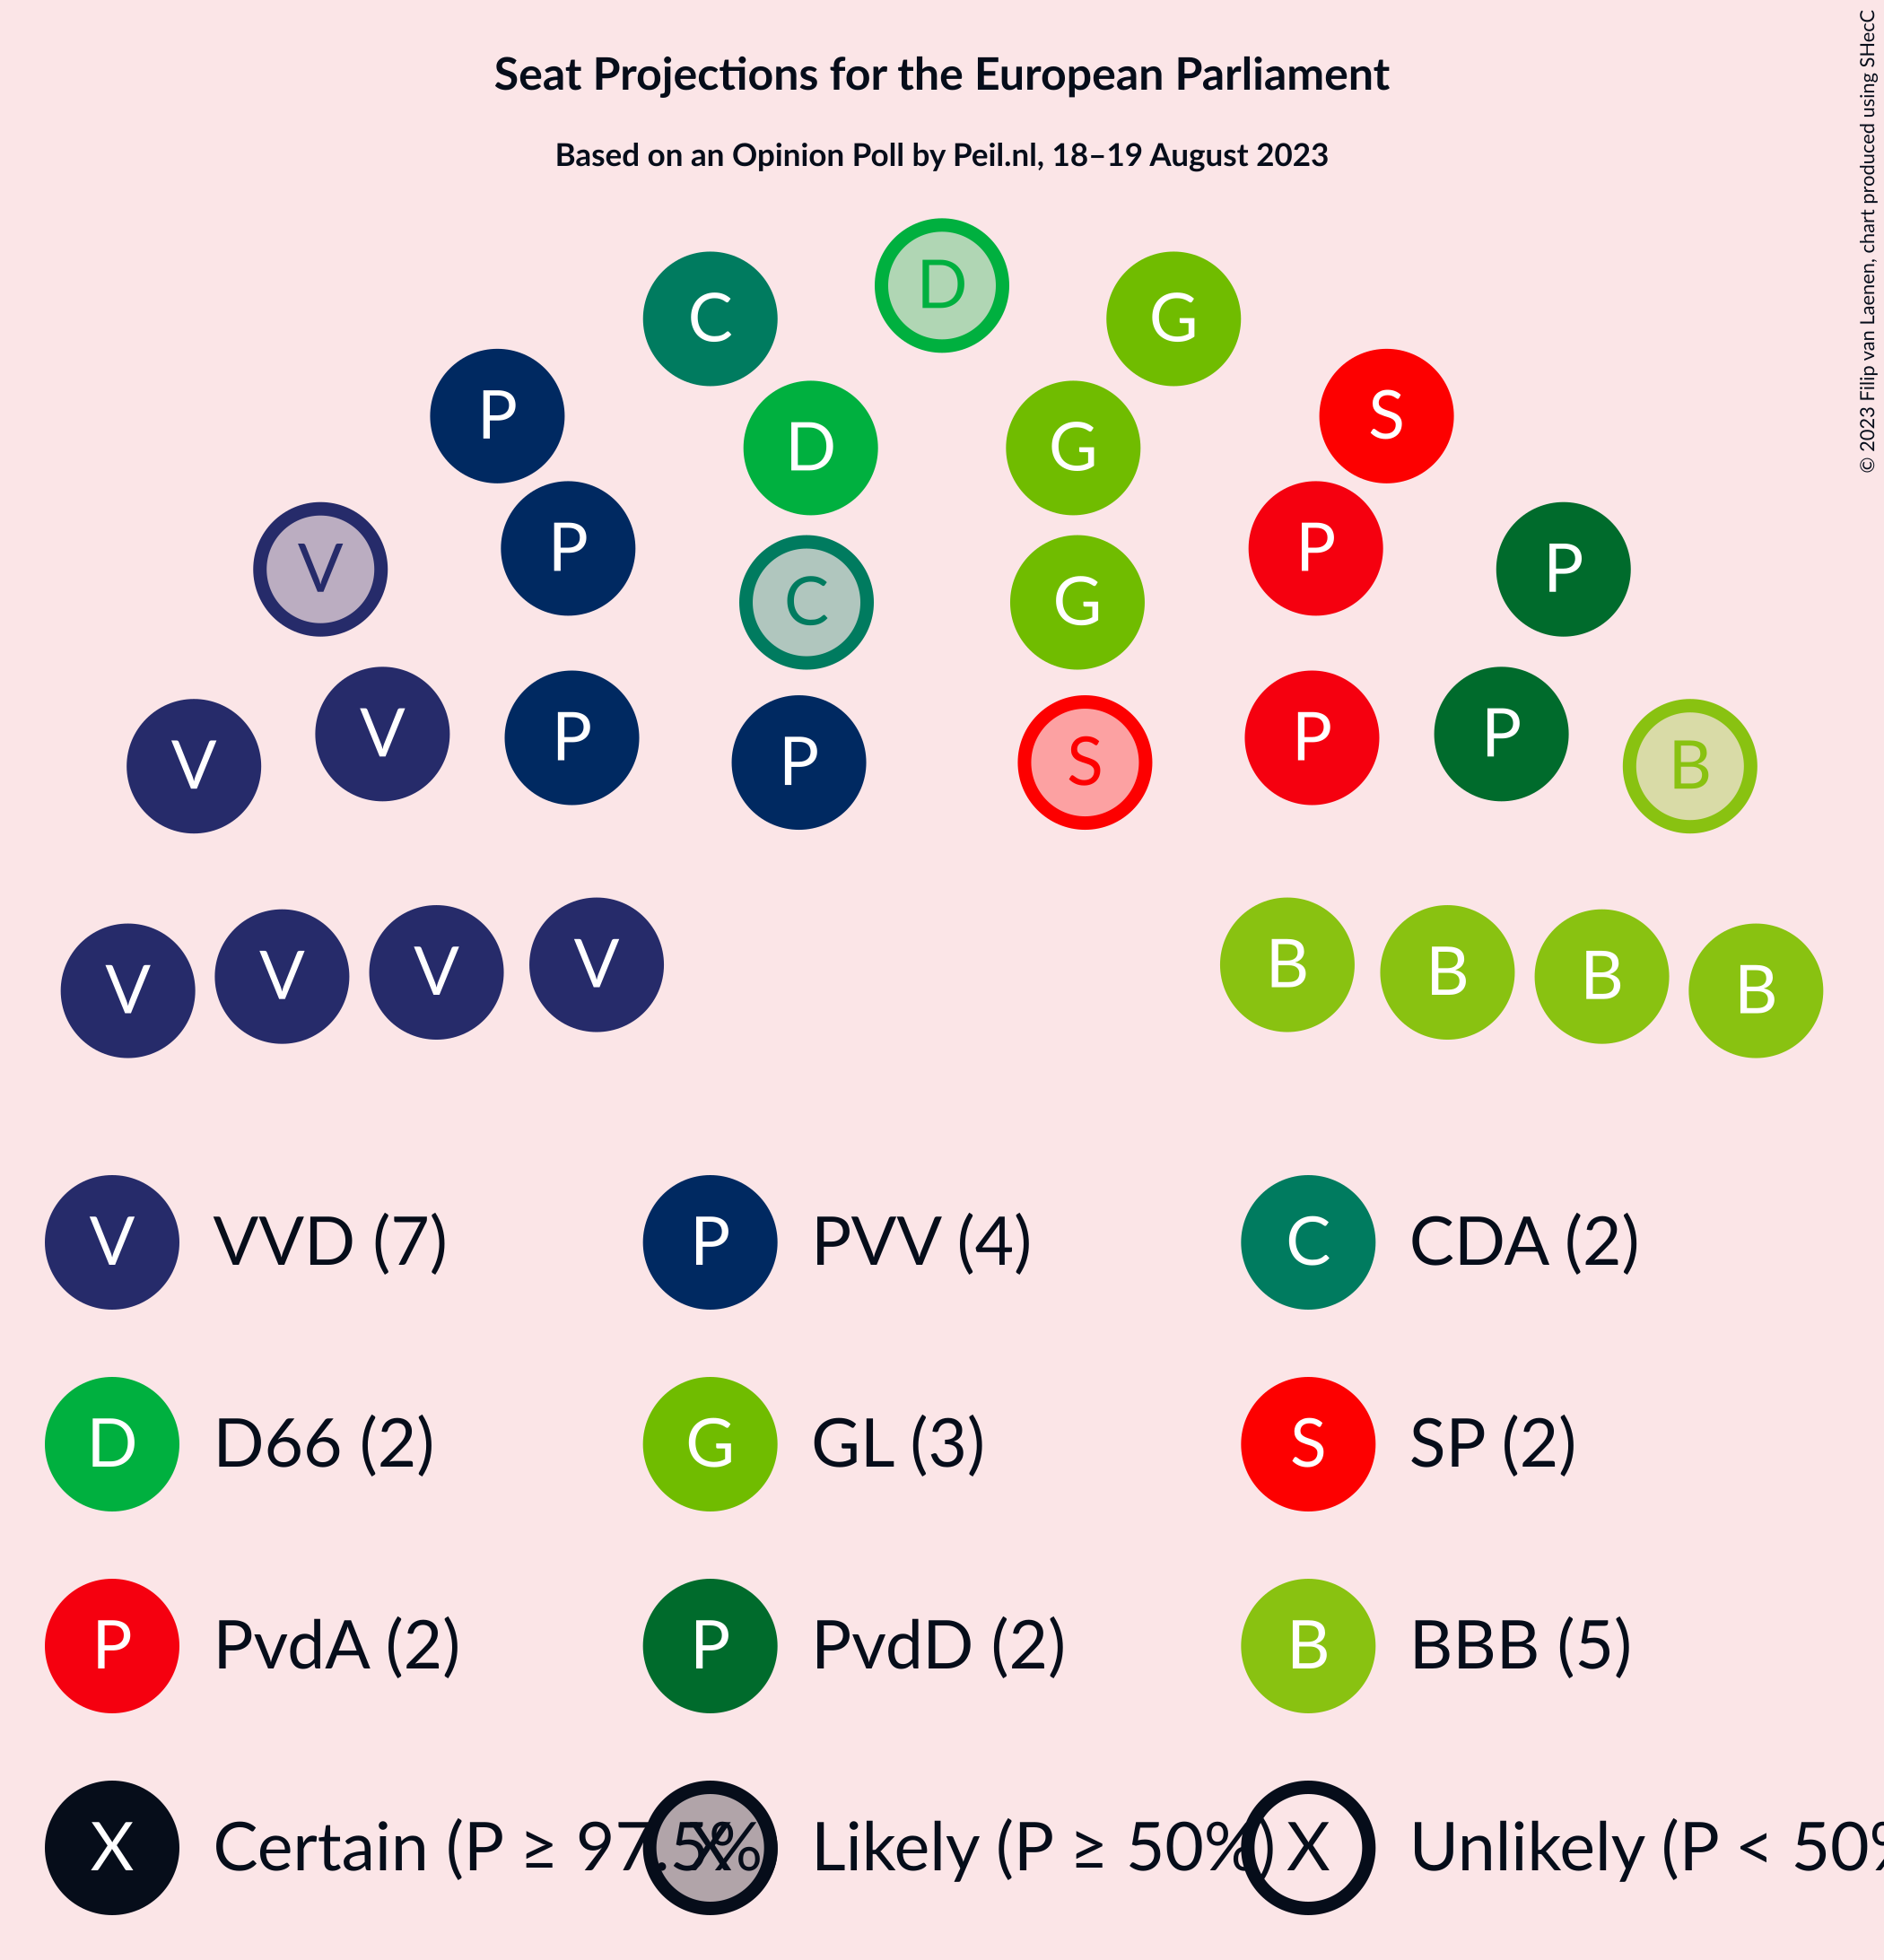 Seat Projections for the European Parliament
Based on an Opinion Poll by Peil.nl, 18–19 August 2023
© 2023 Filip van Laenen, chart produced using SHecC
D
C G
P S
D G
P P
V P
C G
V P P P
P S
V B
V V V V B B B B
V VVD (7) P PVV (4) C CDA (2)
D D66 (2) G GL (3) S SP (2)
P PvdA (2) P PvdD (2) B BBB (5)
X Certain (P ≥ 97.5% X Likely (P ≥ 50%) X Unlikely (P < 50%